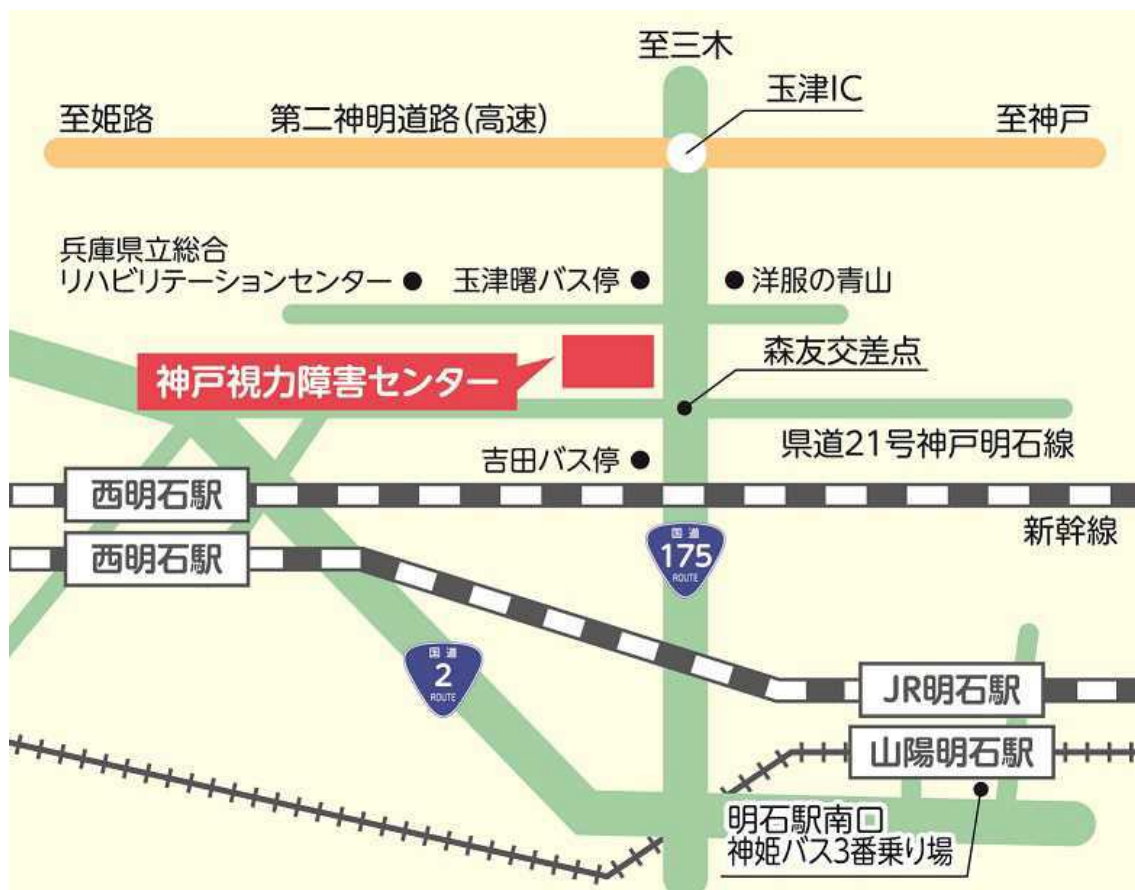 至三木
玉津IC
至姫路
第二神明道路(高速)
至神戸
兵庫県立総合
リハビリテーションセンター
玉津曙バス停
洋服の青山
神戸視力障害センター
森友交差点
県道21号神戸明石線
吉田バス停
西明石駅
新幹線
西明石駅
国道
175
ROUTE
国道
2
ROUTE
JR明石駅
山陽明石駅
明石駅南口
神姫バス3番乗り場